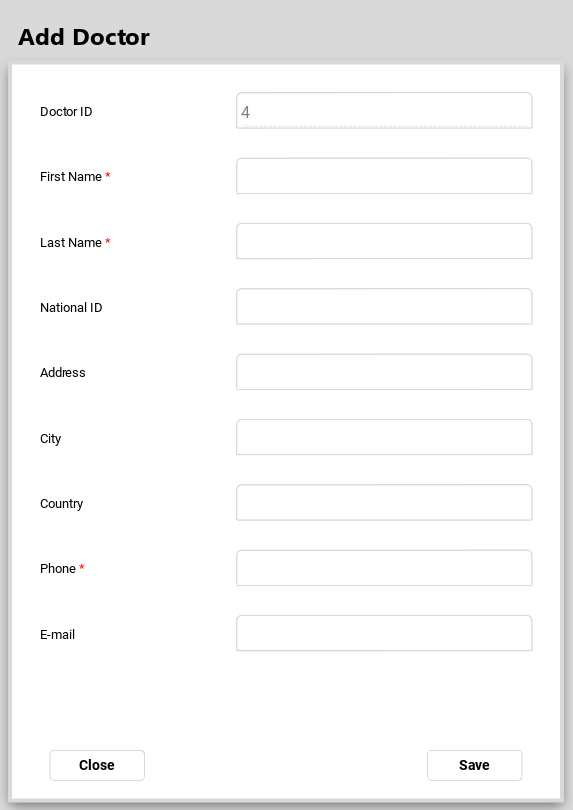 Add Doctor
Doctor ID 4
First Name *
Last Name *
National ID
Address
City
Country
Phone *
E-mail
Close Save